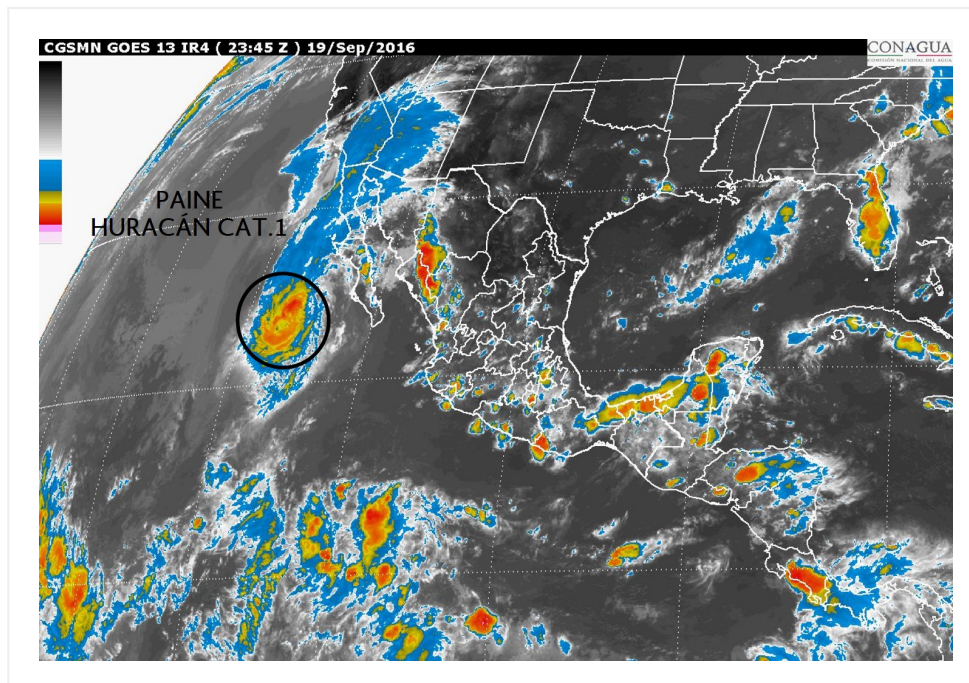 CGSMN GOES 13 IR4 ( 23:45 Z ) 19/Sep/2016
CONAGUA
COMISIÓN NACIONAL DEL AGUA
PAINE
HURACÁN CAT.1